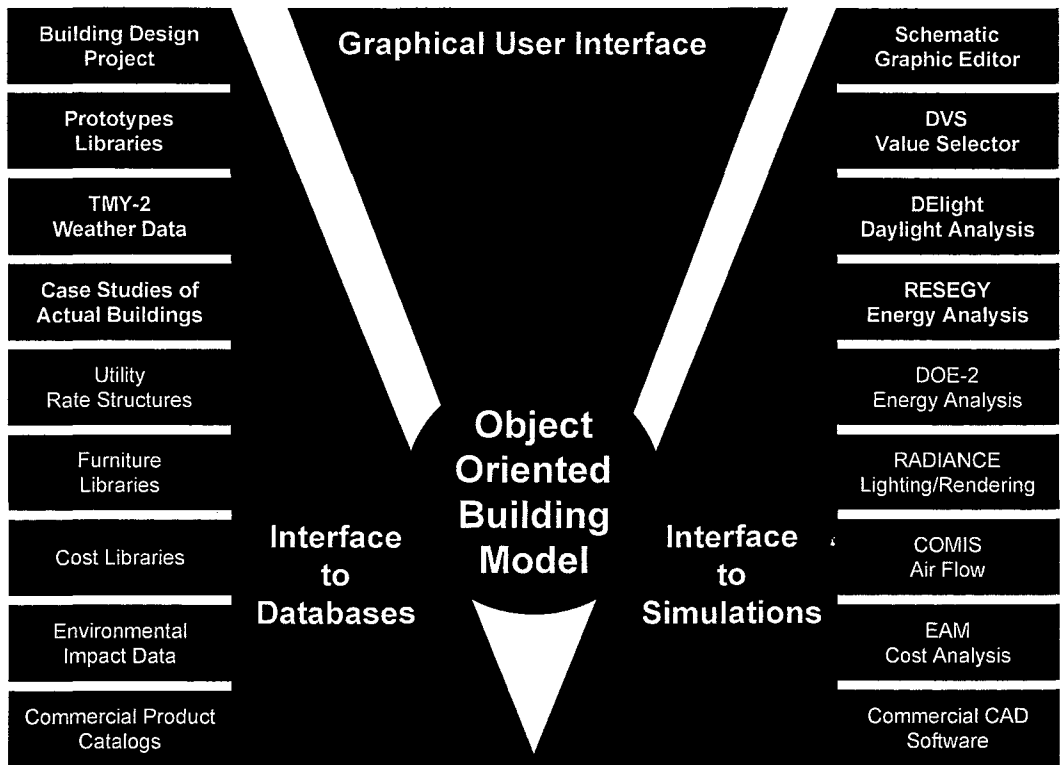 Building Design
Project
Prototypes
Libraries
TMY-2
Weather Data
Case Studies of
Actual Buildings
Utility
Rate Structures
Furniture
Libraries
Cost Libraries
Environmental
Impact Data
Commercial Product
Catalogs
Graphical User Interface
Object
Oriented
Building
Model
Interface
to
Databases
Interface
to
Simulations
Schematic
Graphic Editor
DVS
Value Selector
DElight
Daylight Analysis
RESEGY
Energy Analysis
DOE-2
Energy Analysis
RADIANCE
Lighting/Rendering
COMIS
Air Flow
EAM
Cost Analysis
Commercial CAD
Software